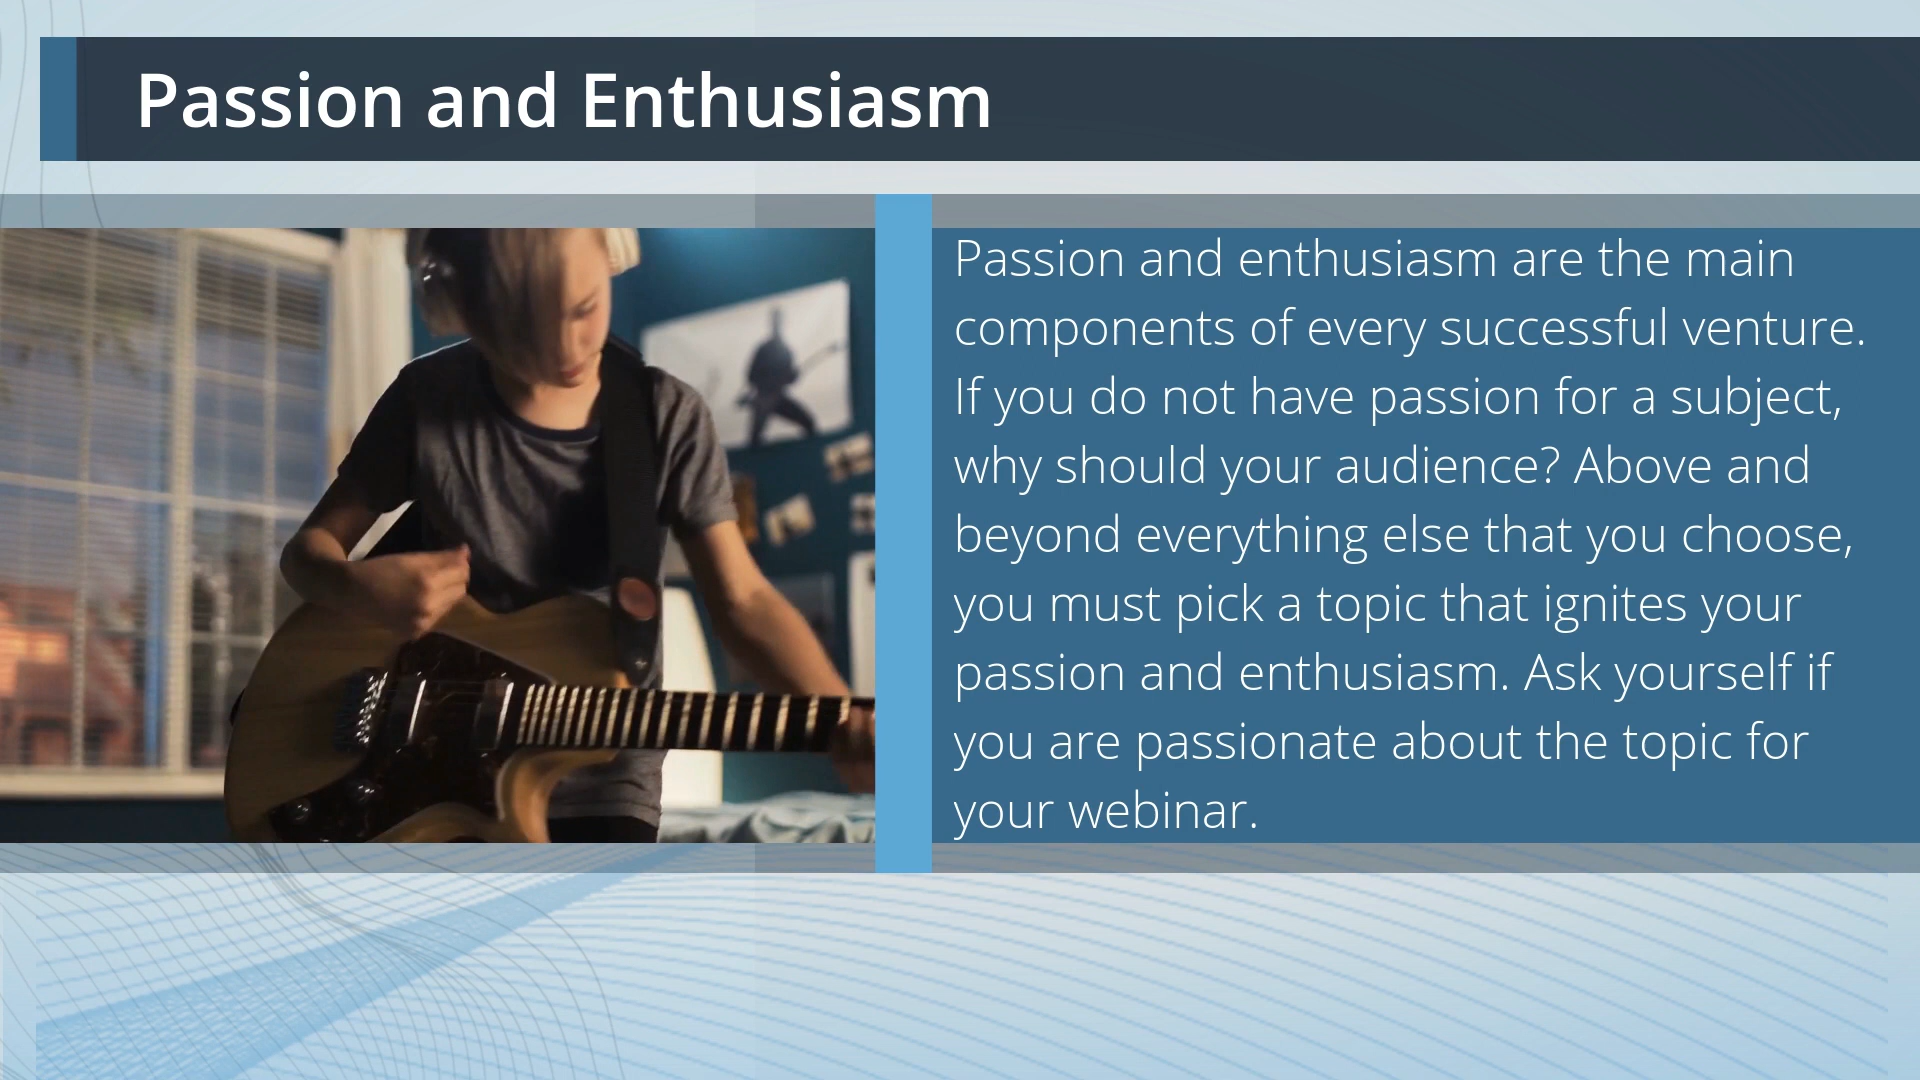 Passion and Enthusiasm
Passion and enthusiasm are the main
components of every successful venture.
If you do not have passion for a subject,
why should your audience? Above and
beyond everything else that you choose,
you must pick a topic that ignites your
passion and enthusiasm. Ask yourself if
you are passionate about the topic for
your webinar.